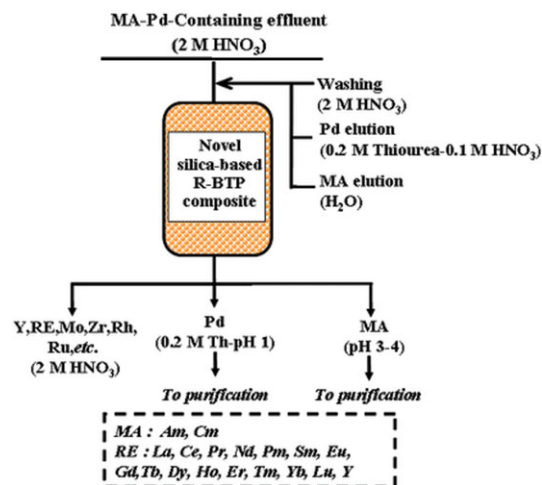 MA-Pd-Containing effluent
(2 M HNO₃)
Washing
(2 M HNO₃)
Pd elution
(0.2 M Thiourea-0.1 M HNO₃)
MA elution
(H₂O)
Novel
silica-based
R-BTP
composite
Y,RE,Mo,Zr,Rh,
Ru,etc.
(2 M HNO₃)
Pd
(0.2 M Th-pH 1)
MA
(pH 3-4)
To purification
To purification
MA : Am, Cm
RE : La, Ce, Pr, Nd, Pm, Sm, Eu,
Gd,Tb, Dy, Ho, Er, Tm, Yb, Lu, Y